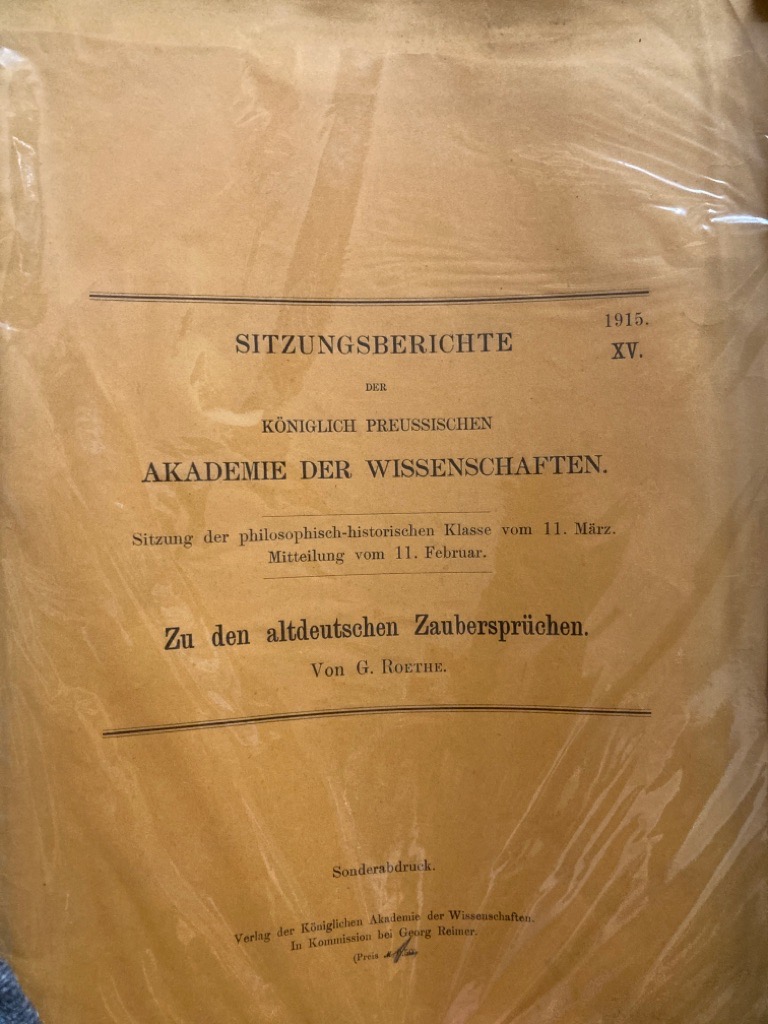 1915.
SITZUNGSBERICHTE
XV.
DER
KÖNIGLICH PREUSSISCHEN
AKADEMIE DER WISSENSCHAFTEN.
Sitzung der philosophisch-historischen Klasse vom 11. März.
Mitteilung vom 11. Februar.
Zu den altdeutschen Zaubersprüchen.
Von G. ROETHE.
Sonderabdruck.
Verlag der Königlichen Akademie der Wissenschaften.
In Kommission bei Georg Reimer.
(Preis